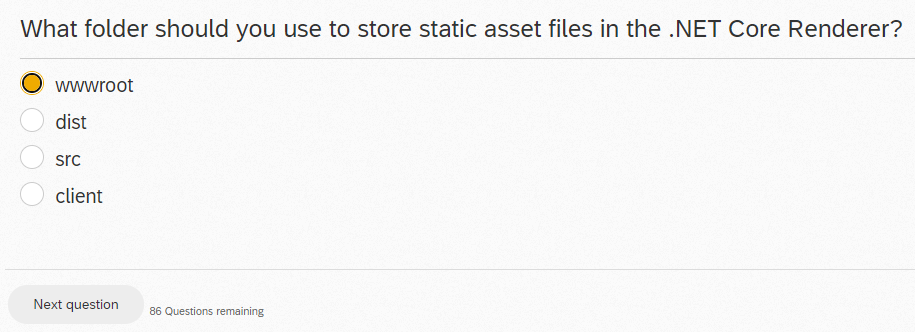 What folder should you use to store static asset files in the .NET Core Renderer?
wwwroot
dist
src
client
Next question
86 Questions remaining